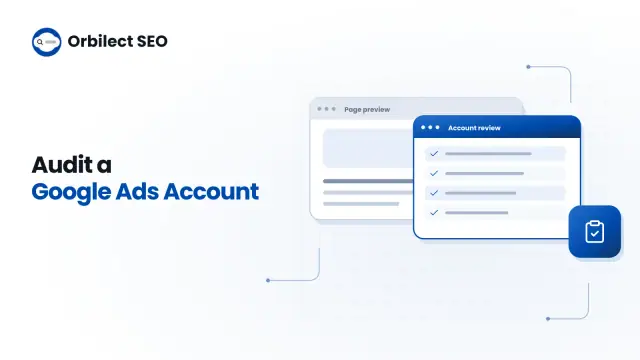 Orbilect SEO
Page preview
Account review
Audit a
Google Ads Account